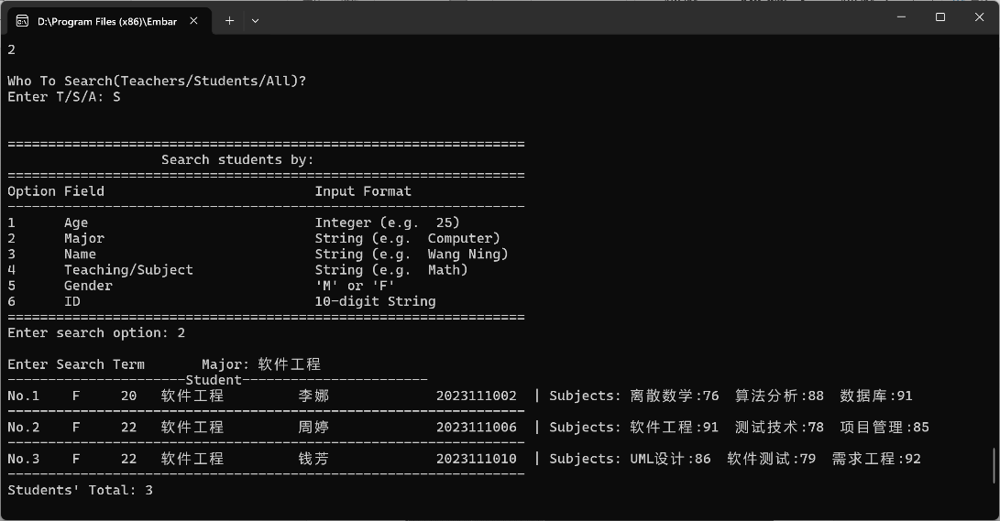 D:\Program Files (x86)\Embar
2
Who To Search(Teachers/Students/All)?
Enter T/S/A: S
================================================================
Search students by:
================================================================
Option Field Input Format
----------------------------------------------------------------
1 Age Integer (e.g. 25)
2 Major String (e.g. Computer)
3 Name String (e.g. Wang Ning)
4 Teaching/Subject String (e.g. Math)
5 Gender 'M' or 'F'
6 ID 10-digit String
================================================================
Enter search option: 2
Enter Search Term Major: 软件工程
----------------------Student-----------------------
No.1 F 20 软件工程 李娜 2023111002 | Subjects: 离散数学:76 算法分析:88 数据库:91
----------------------------------------------------------------
No.2 F 22 软件工程 周婷 2023111006 | Subjects: 软件工程:91 测试技术:78 项目管理:85
----------------------------------------------------------------
No.3 F 22 软件工程 钱芳 2023111010 | Subjects: UML设计:86 软件测试:79 需求工程:92
----------------------------------------------------------------
Students' Total: 3